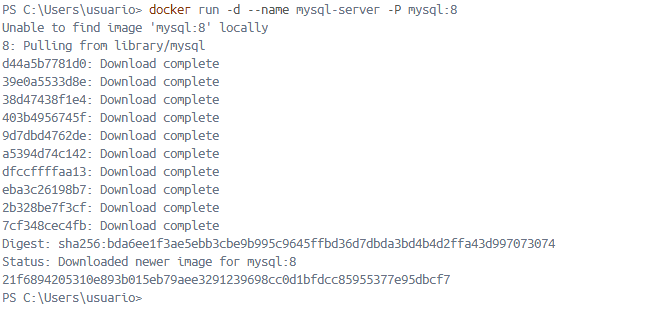 PS C:\Users\usuario> docker run -d --name mysql-server -P mysql:8
Unable to find image 'mysql:8' locally
8: Pulling from library/mysql
d44a5b7781d0: Download complete
39e0a5533d8e: Download complete
38d47438f1e4: Download complete
403b4956745f: Download complete
9d7dbd4762de: Download complete
a5394d74c142: Download complete
dfccffffaa13: Download complete
eba3c26198b7: Download complete
2b328be7f3cf: Download complete
7cf348cec4fb: Download complete
Digest: sha256:bda6ee1f3ae5ebb3cbe9b995c9645ffbd36d7dbda3bd4b4d2ffa43d997073074
Status: Downloaded newer image for mysql:8
21f6894205310e893b015eb79aee3291239698cc0d1bfdcc85955377e95dbcf7
PS C:\Users\usuario>